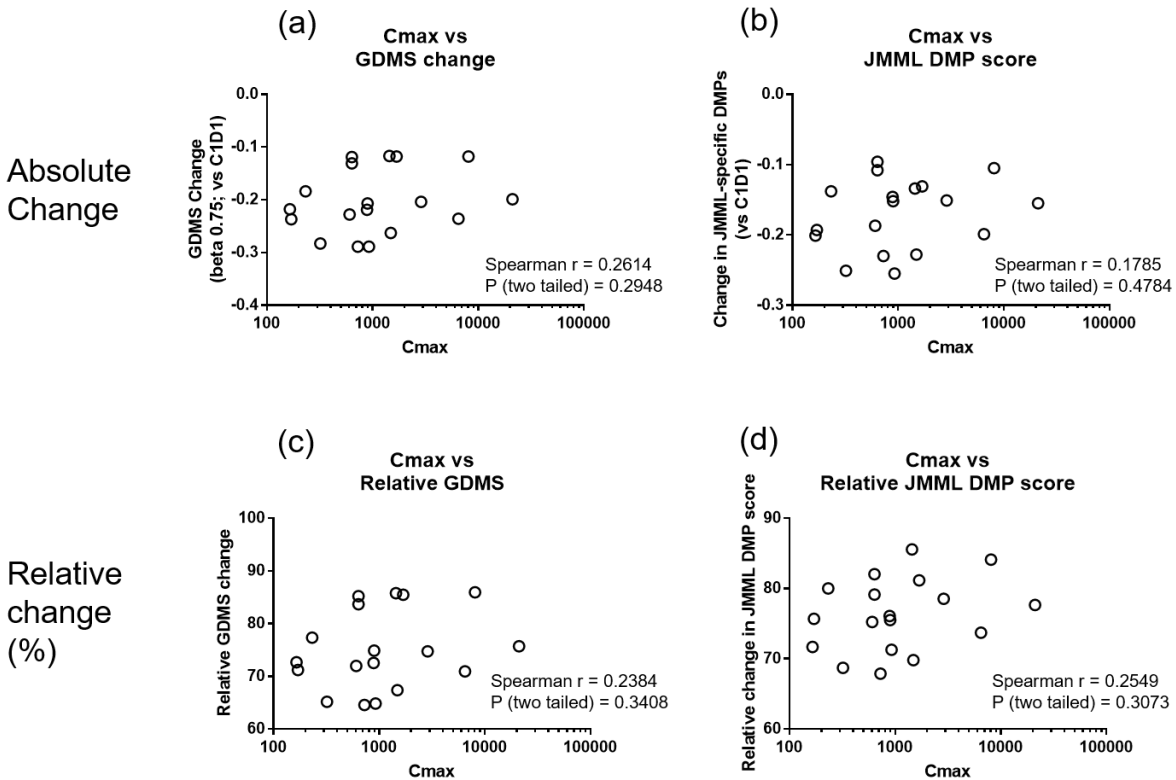 (a)
Cmax vs
GDMS change
GDMS Change
(beta 0.75; vs C1D1)
0.0
-0.1
-0.2
-0.3
-0.4
Spearman r = 0.2614
P (two tailed) = 0.2948
100
1000
10000
100000
Cmax
(b)
Cmax vs
JMML DMP score
Change in JMML-specific DMPs
(vs C1D1)
0.0
-0.1
-0.2
-0.3
Spearman r = 0.1785
P (two tailed) = 0.4784
100
1000
10000
100000
Cmax
Absolute
Change
(c)
Cmax vs
Relative GDMS
Relative GDMS change
100
90
80
70
60
Spearman r = 0.2384
P (two tailed) = 0.3408
100
1000
10000
100000
Cmax
(d)
Cmax vs
Relative JMML DMP score
Relative change in JMML DMP score
90
80
70
60
Spearman r = 0.2549
P (two tailed) = 0.3073
100
1000
10000
100000
Cmax
Relative
change
(%)